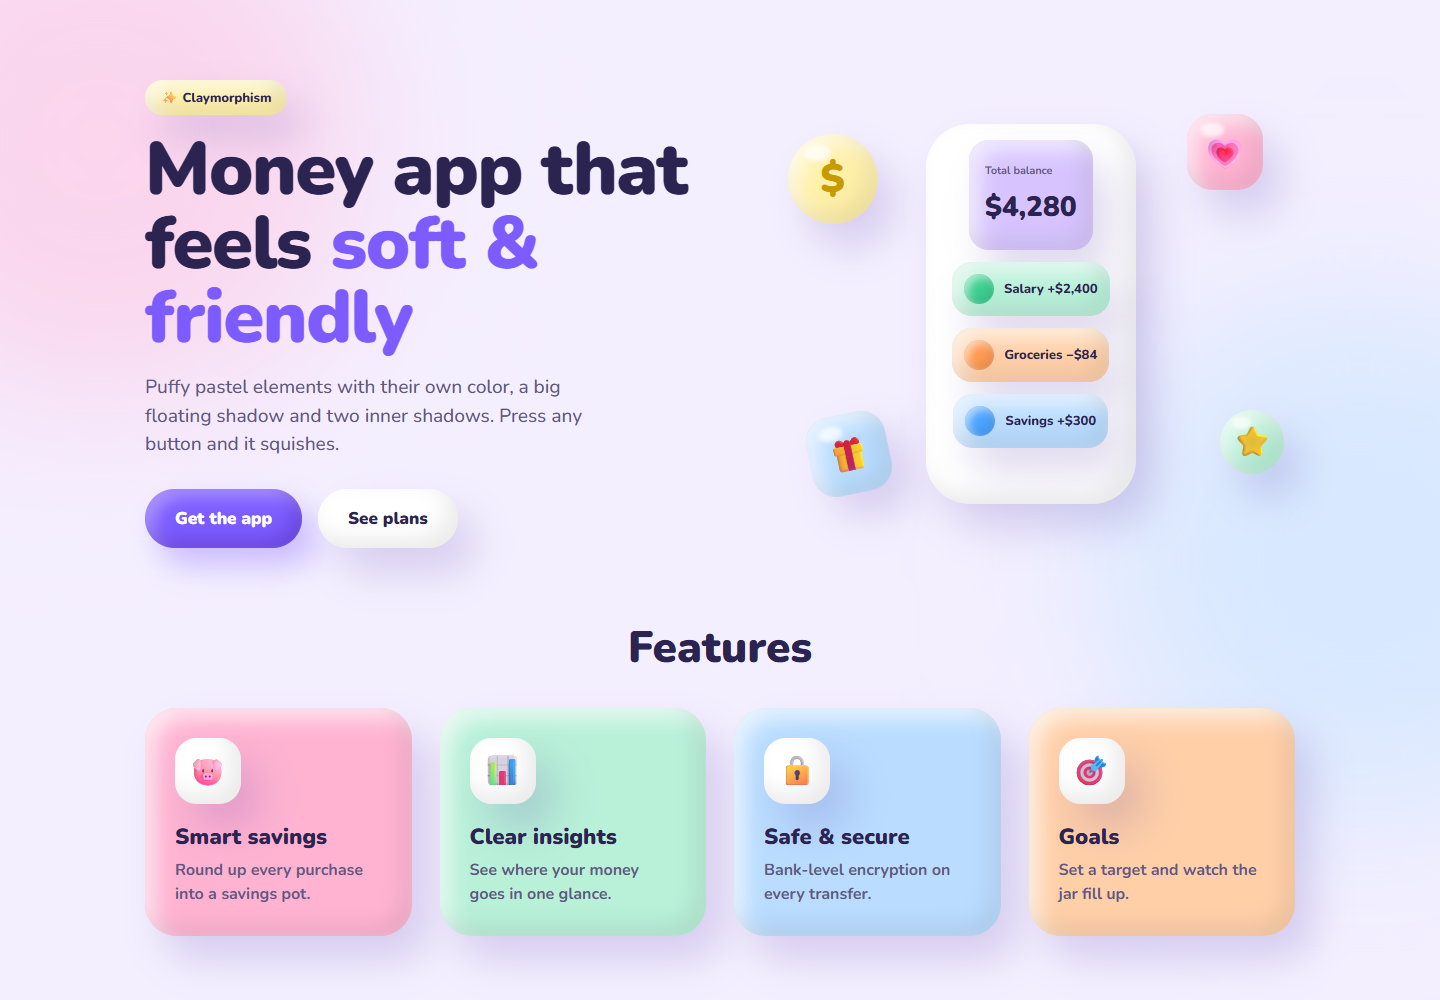 ✨ Claymorphism
Money app that
feels soft &
friendly
Puffy pastel elements with their own color, a big
floating shadow and two inner shadows. Press any
button and it squishes.
Get the app
See plans
$
Total balance
$4,280
Salary +$2,400
Groceries −$84
Savings +$300
Features
Smart savings
Round up every purchase
into a savings pot.
Clear insights
See where your money
goes in one glance.
Safe & secure
Bank-level encryption on
every transfer.
Goals
Set a target and watch the
jar fill up.